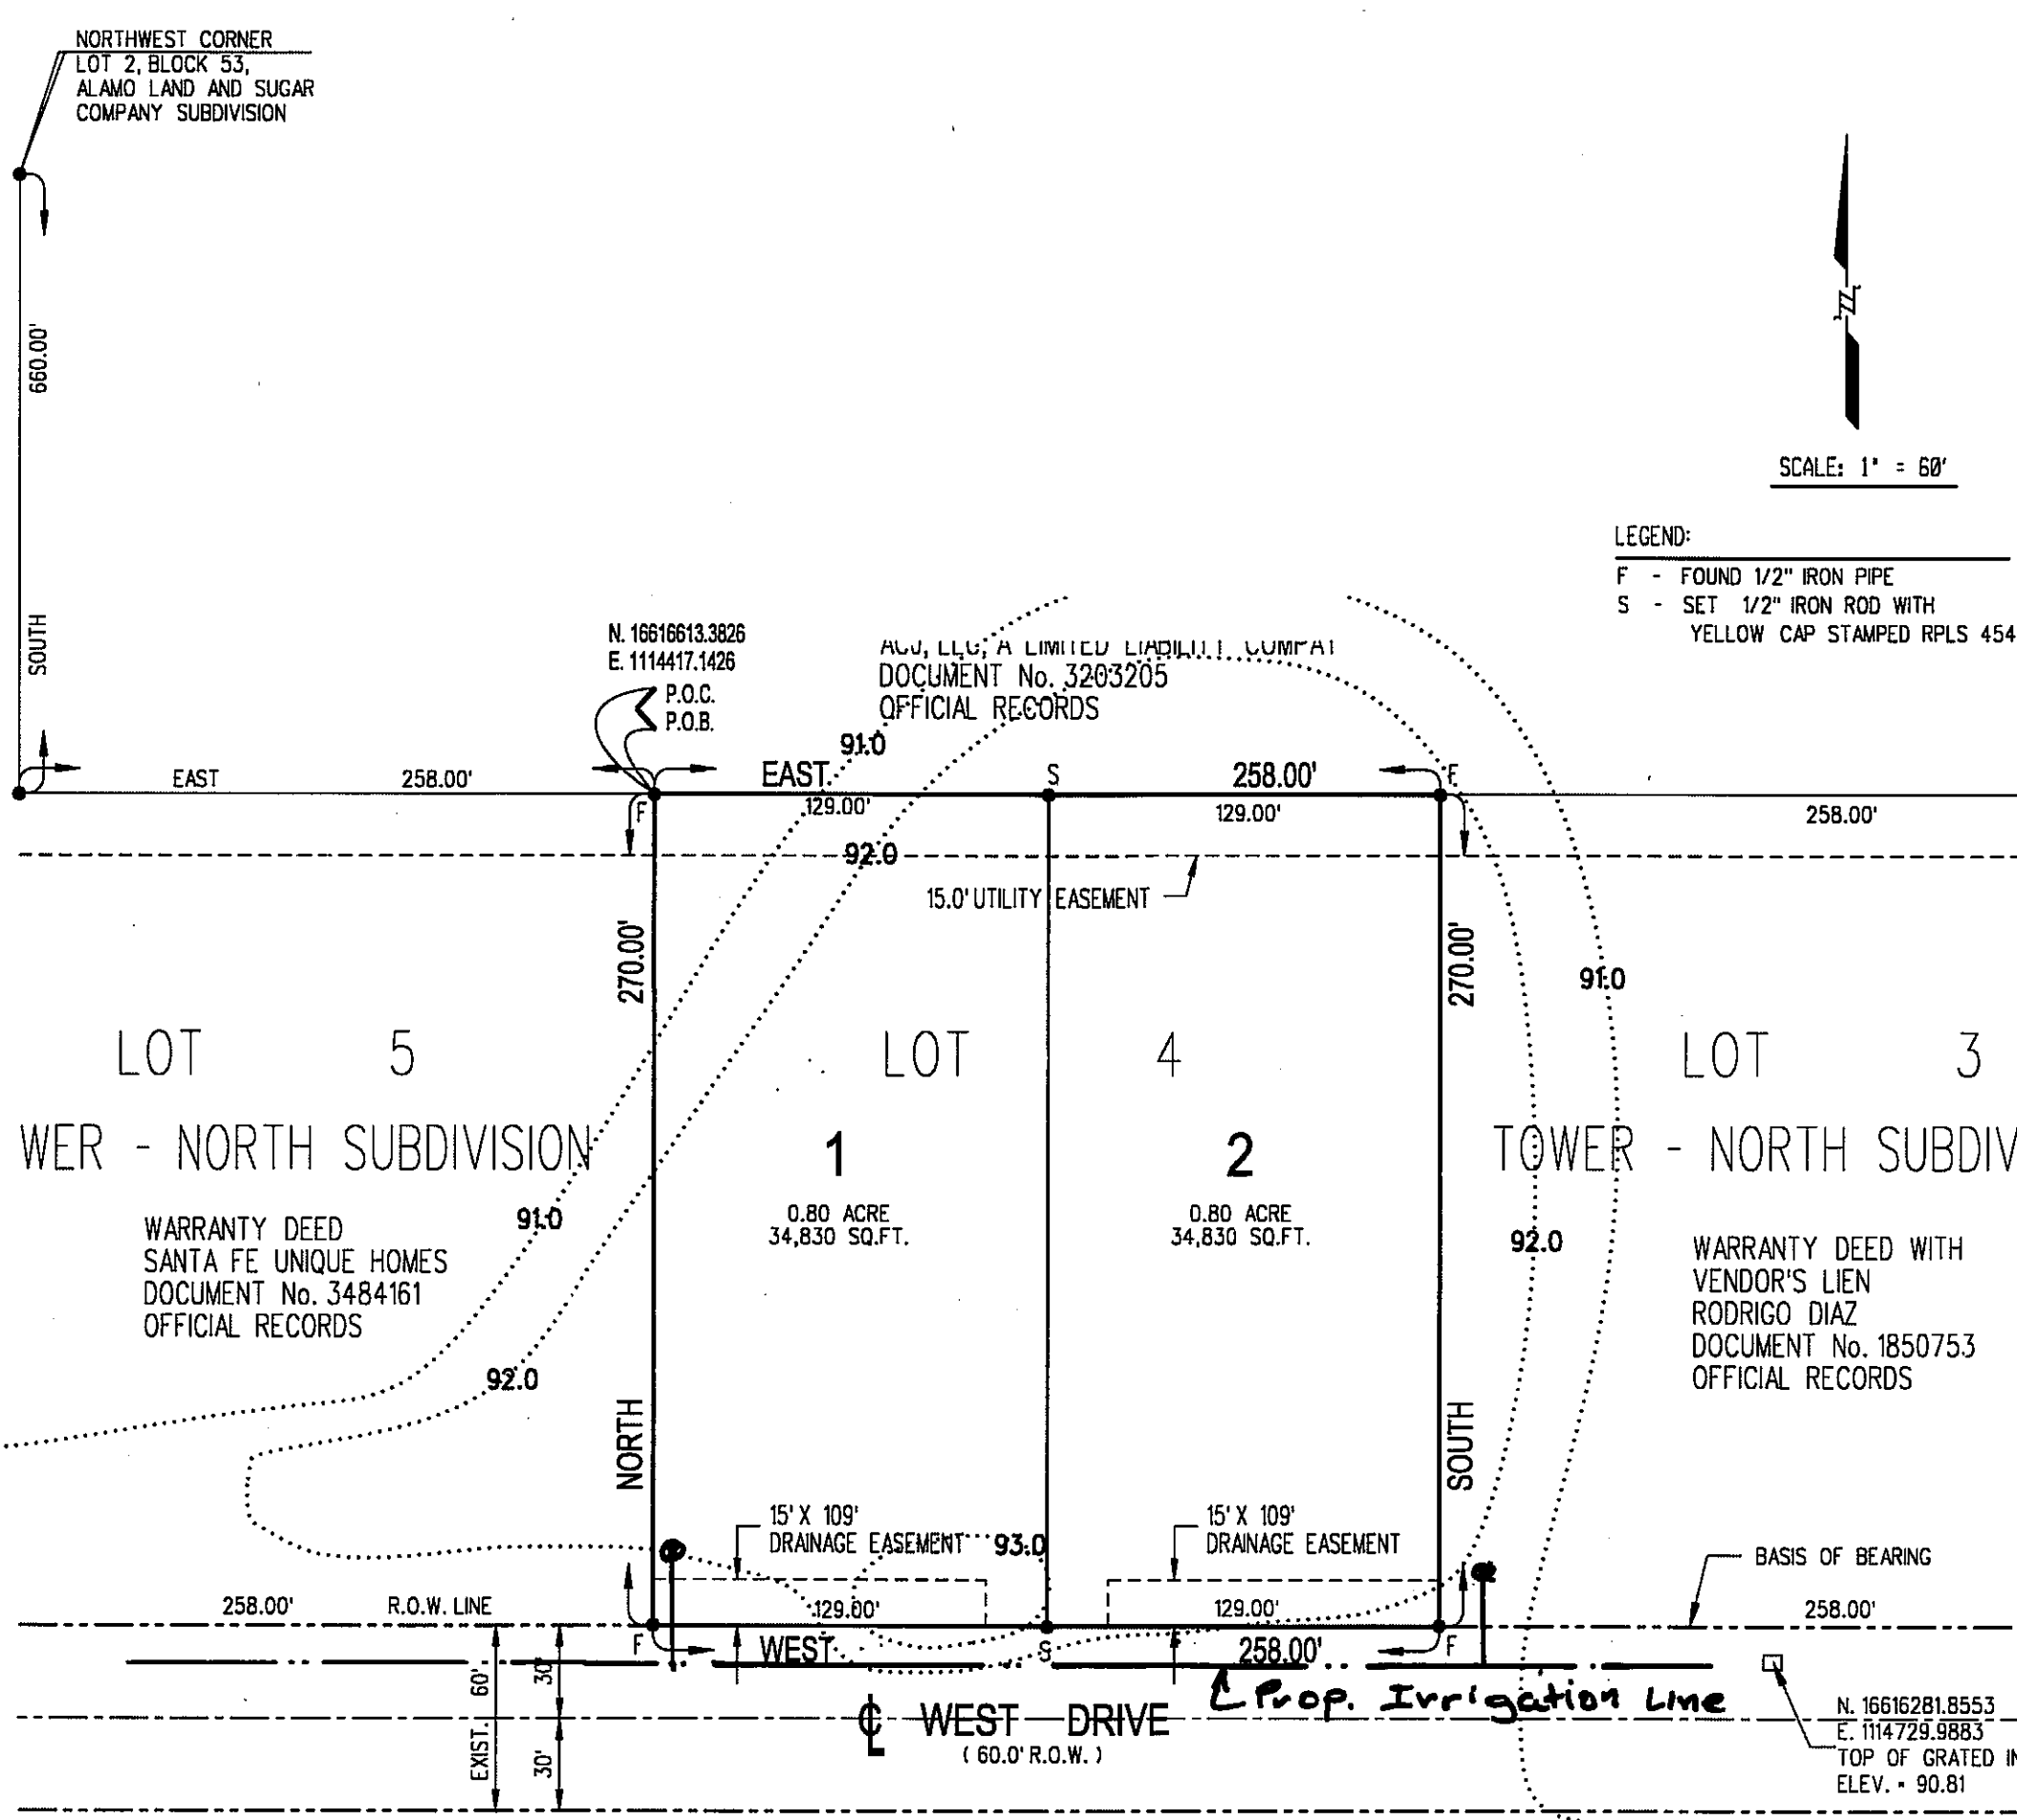 NORTHWEST CORNER
LOT 2, BLOCK 53,
ALAMO LAND AND SUGAR
COMPANY SUBDIVISION
660.00'
SOUTH
SCALE: 1" = 60'
LEGEND:
F - FOUND 1/2" IRON PIPE
S - SET 1/2" IRON ROD WITH
YELLOW CAP STAMPED RPLS 454
N. 16616613.3826
E. 1114417.1426
P.O.C.
P.O.B.
A LIMITED LIABILITY
DOCUMENT No. 3203205
OFFICIAL RECORDS
91.0
EAST 258.00'
EAST S 258.00' F
F 129.00' 129.00' 258.00'
92.0
15.0' UTILITY EASEMENT
270.00' 270.00'
91.0
LOT 5 LOT 4 LOT 3
WER - NORTH SUBDIVISION
TOWER - NORTH SUBDIV
1
0.80 ACRE
34,830 SQ.FT.
2
0.80 ACRE
34,830 SQ.FT.
91.0
WARRANTY DEED
SANTA FE UNIQUE HOMES
DOCUMENT No. 3484161
OFFICIAL RECORDS
92.0
92.0
WARRANTY DEED WITH
VENDOR'S LIEN
RODRIGO DIAZ
DOCUMENT No. 1850753
OFFICIAL RECORDS
NORTH
SOUTH
15' X 109'
DRAINAGE EASEMENT
93.0
15' X 109'
DRAINAGE EASEMENT
BASIS OF BEARING
258.00' R.O.W. LINE 129.00' 129.00' 258.00'
F WEST S 258.00' F
EXIST. 60'
30'
30'
Prop. Irrigation Line
℄ WEST DRIVE
( 60.0' R.O.W. )
N. 16616281.8553
E. 1114729.9883
TOP OF GRATED IN
ELEV. = 90.81